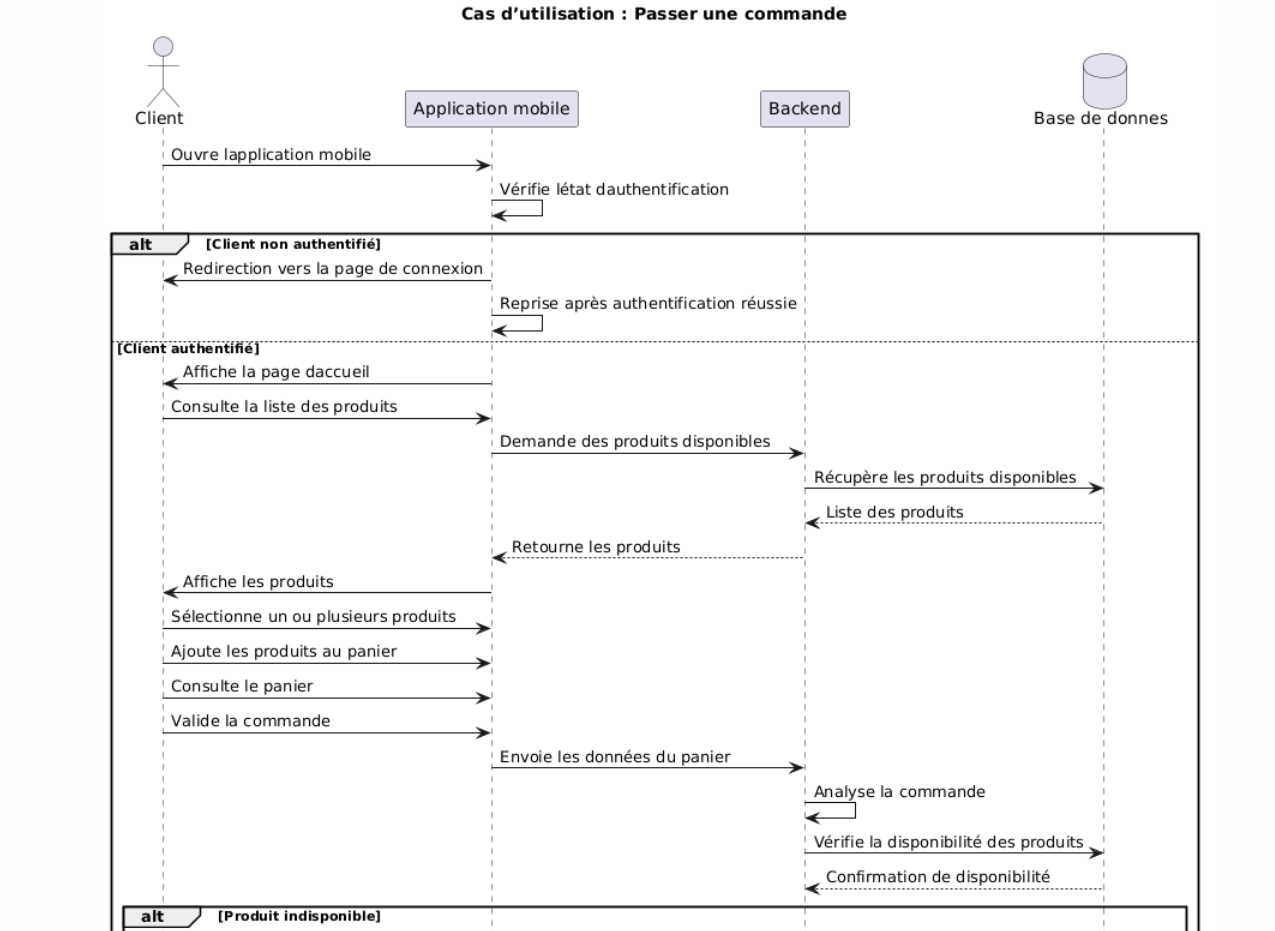 Cas d’utilisation : Passer une commande
Client
Application mobile
Backend
Base de donnes
Ouvre lapplication mobile
Vérifie létat dauthentification
alt [Client non authentifié]
Redirection vers la page de connexion
Reprise après authentification réussie
[Client authentifié]
Affiche la page daccueil
Consulte la liste des produits
Demande des produits disponibles
Récupère les produits disponibles
Liste des produits
Retourne les produits
Affiche les produits
Sélectionne un ou plusieurs produits
Ajoute les produits au panier
Consulte le panier
Valide la commande
Envoie les données du panier
Analyse la commande
Vérifie la disponibilité des produits
Confirmation de disponibilité
alt [Produit indisponible]